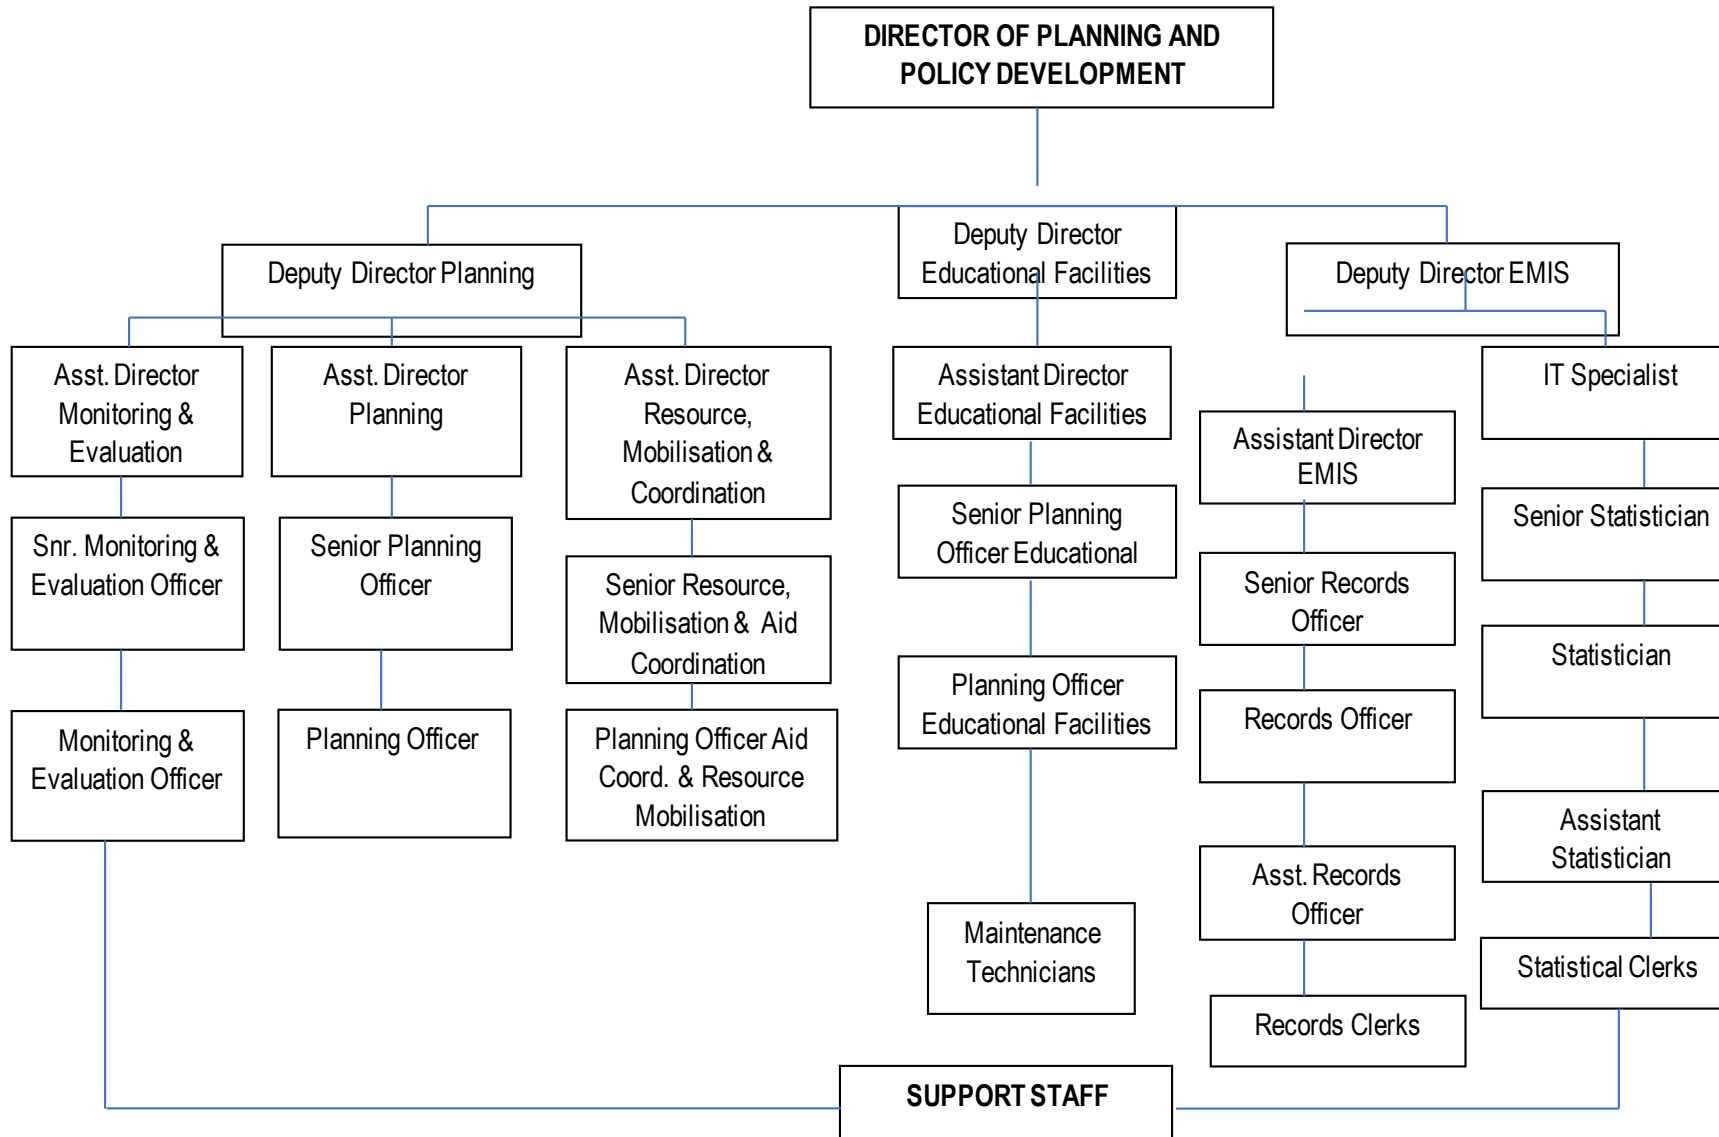 DIRECTOR OF PLANNING AND
POLICY DEVELOPMENT
Deputy Director Planning
Deputy Director
Educational Facilities
Deputy Director EMIS
Asst. Director
Monitoring &
Evaluation
Asst. Director
Planning
Asst. Director
Resource,
Mobilisation &
Coordination
Assistant Director
Educational Facilities
Assistant Director
EMIS
IT Specialist
Snr. Monitoring &
Evaluation Officer
Senior Planning
Officer
Senior Resource,
Mobilisation & Aid
Coordination
Senior Planning
Officer Educational
Senior Records
Officer
Senior Statistician
Monitoring &
Evaluation Officer
Planning Officer
Planning Officer Aid
Coord. & Resource
Mobilisation
Planning Officer
Educational Facilities
Records Officer
Statistician
Maintenance
Technicians
Asst. Records
Officer
Assistant
Statistician
Records Clerks
Statistical Clerks
SUPPORT STAFF